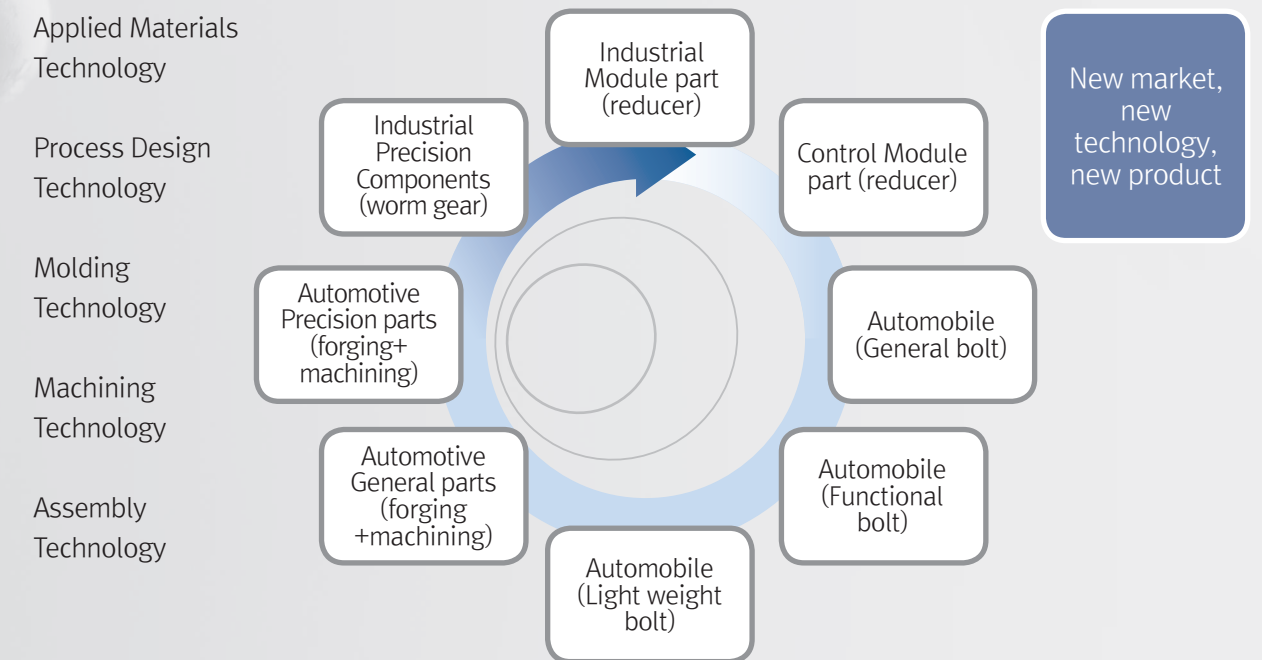 Applied Materials
Technology
Process Design
Technology
Molding
Technology
Machining
Technology
Assembly
Technology
Industrial
Module part
(reducer)
Control Module
part (reducer)
Automobile
(General bolt)
Automobile
(Functional
bolt)
Automobile
(Light weight
bolt)
Automotive
General parts
(forging
+machining)
Automotive
Precision parts
(forging+
machining)
Industrial
Precision
Components
(worm gear)
New market,
new
technology,
new product